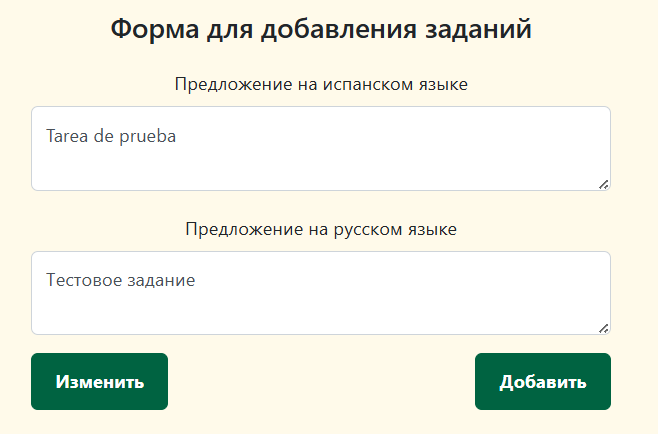 Форма для добавления заданий
Предложение на испанском языке
Tarea de prueba
Предложение на русском языке
Тестовое задание
Изменить
Добавить